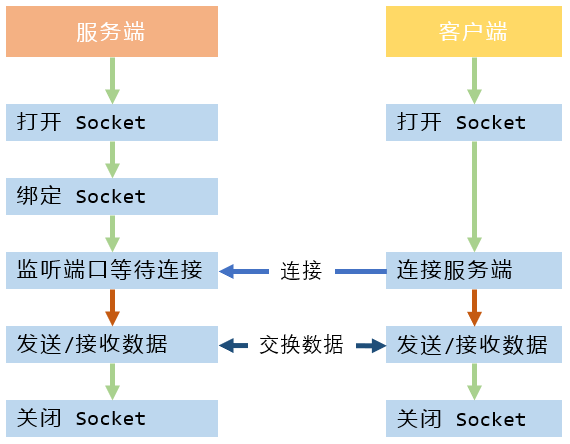 服务端
客户端
打开 Socket
打开 Socket
绑定 Socket
监听端口等待连接
连接
连接服务端
发送/接收数据
交换数据
发送/接收数据
关闭 Socket
关闭 Socket